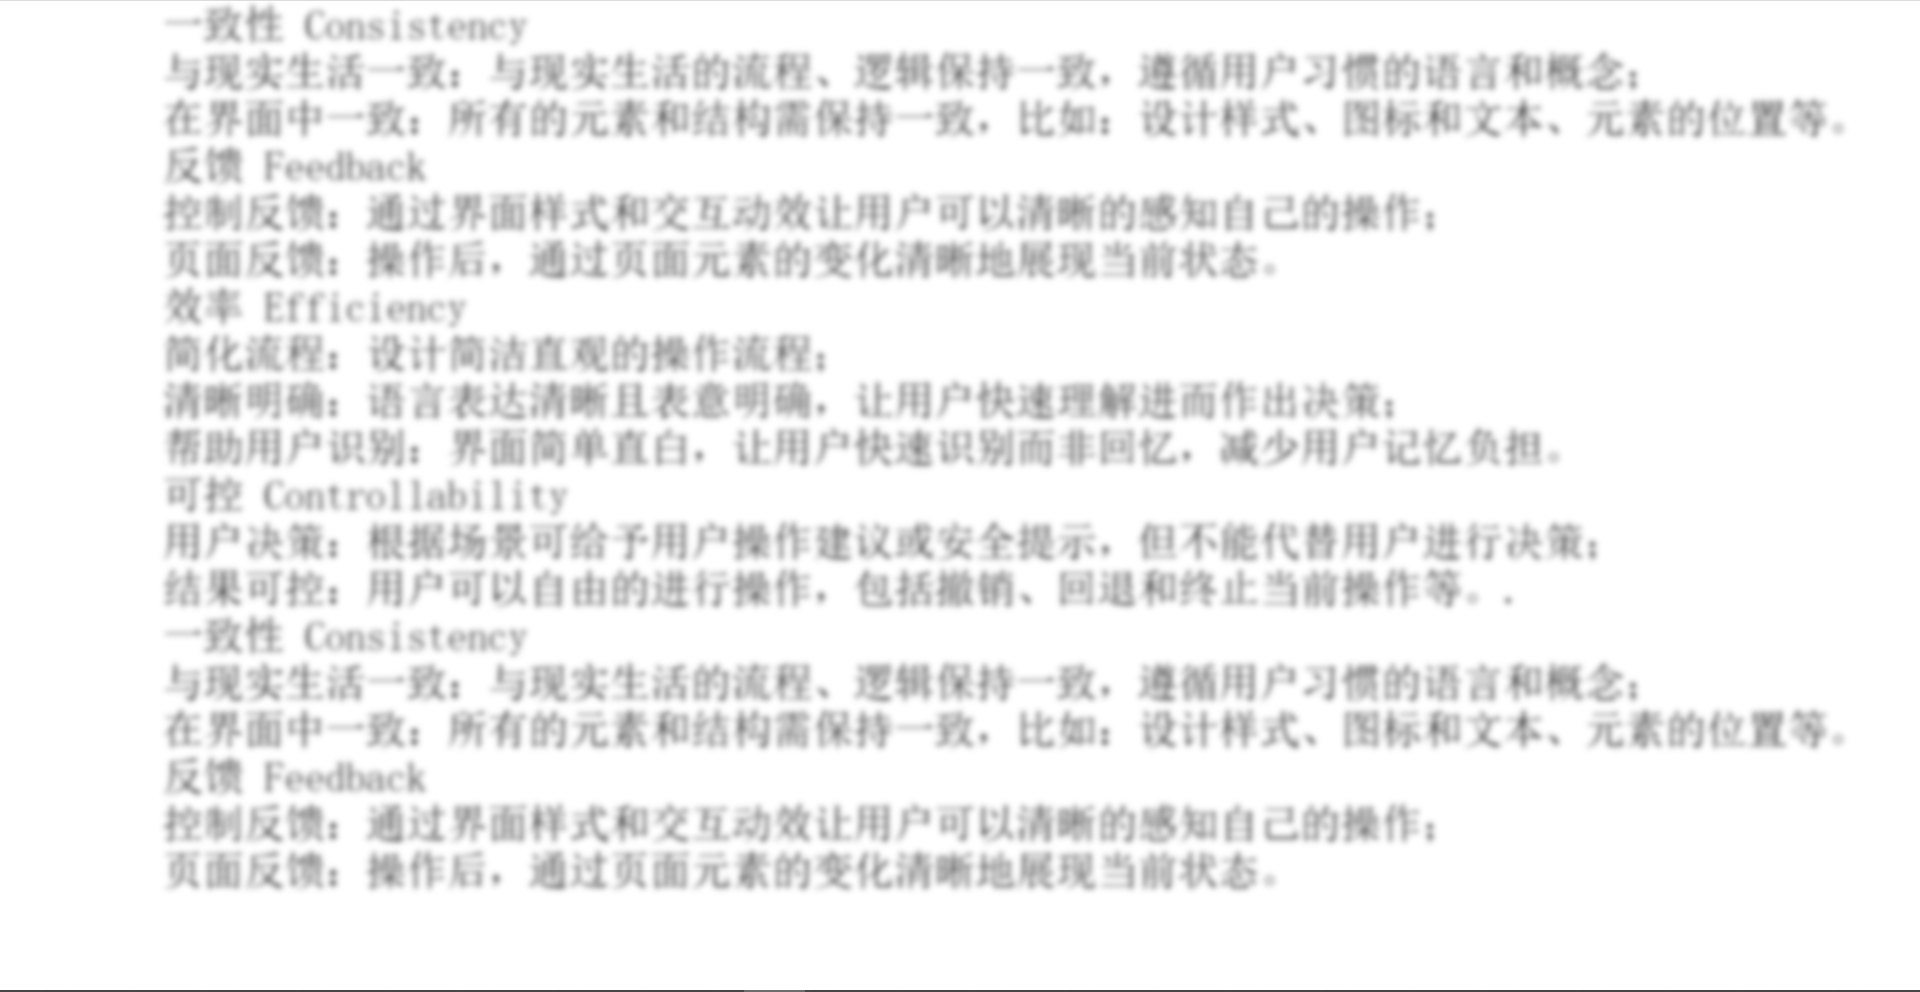 一致性 Consistency
与现实生活一致：与现实生活的流程、逻辑保持一致，遵循用户习惯的语言和概念；
在界面中一致：所有的元素和结构需保持一致，比如：设计样式、图标和文本、元素的位置等。
反馈 Feedback
控制反馈：通过界面样式和交互动效让用户可以清晰的感知自己的操作；
页面反馈：操作后，通过页面元素的变化清晰地展现当前状态。
效率 Efficiency
简化流程：设计简洁直观的操作流程；
清晰明确：语言表达清晰且表意明确，让用户快速理解进而作出决策；
帮助用户识别：界面简单直白，让用户快速识别而非回忆，减少用户记忆负担。
可控 Controllability
用户决策：根据场景可给予用户操作建议或安全提示，但不能代替用户进行决策；
结果可控：用户可以自由的进行操作，包括撤销、回退和终止当前操作等。.
一致性 Consistency
与现实生活一致：与现实生活的流程、逻辑保持一致，遵循用户习惯的语言和概念；
在界面中一致：所有的元素和结构需保持一致，比如：设计样式、图标和文本、元素的位置等。
反馈 Feedback
控制反馈：通过界面样式和交互动效让用户可以清晰的感知自己的操作；
页面反馈：操作后，通过页面元素的变化清晰地展现当前状态。